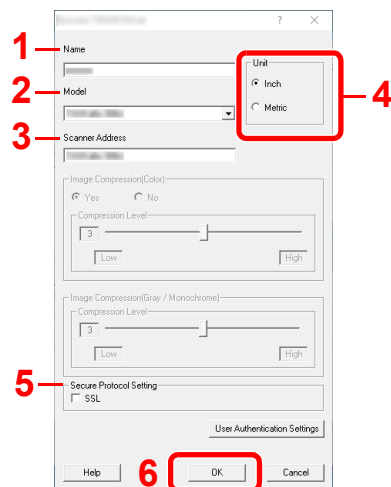 ? ×
1 Name
Unit
Inch
Metric
4
2 Model
3 Scanner Address
Image Compression(Color)
Yes No
Compression Level
3
Low High
Image Compression(Gray / Monochrome)
Compression Level
3
Low High
5 Secure Protocol Setting
SSL
User Authentication Settings
Help 6 OK Cancel